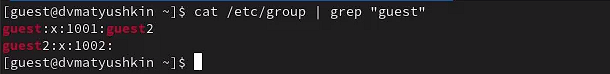 [guest@dvmatyushkin ~]$ cat /etc/group | grep "guest"
guest:x:1001:guest2
guest2:x:1002:
[guest@dvmatyushkin ~]$